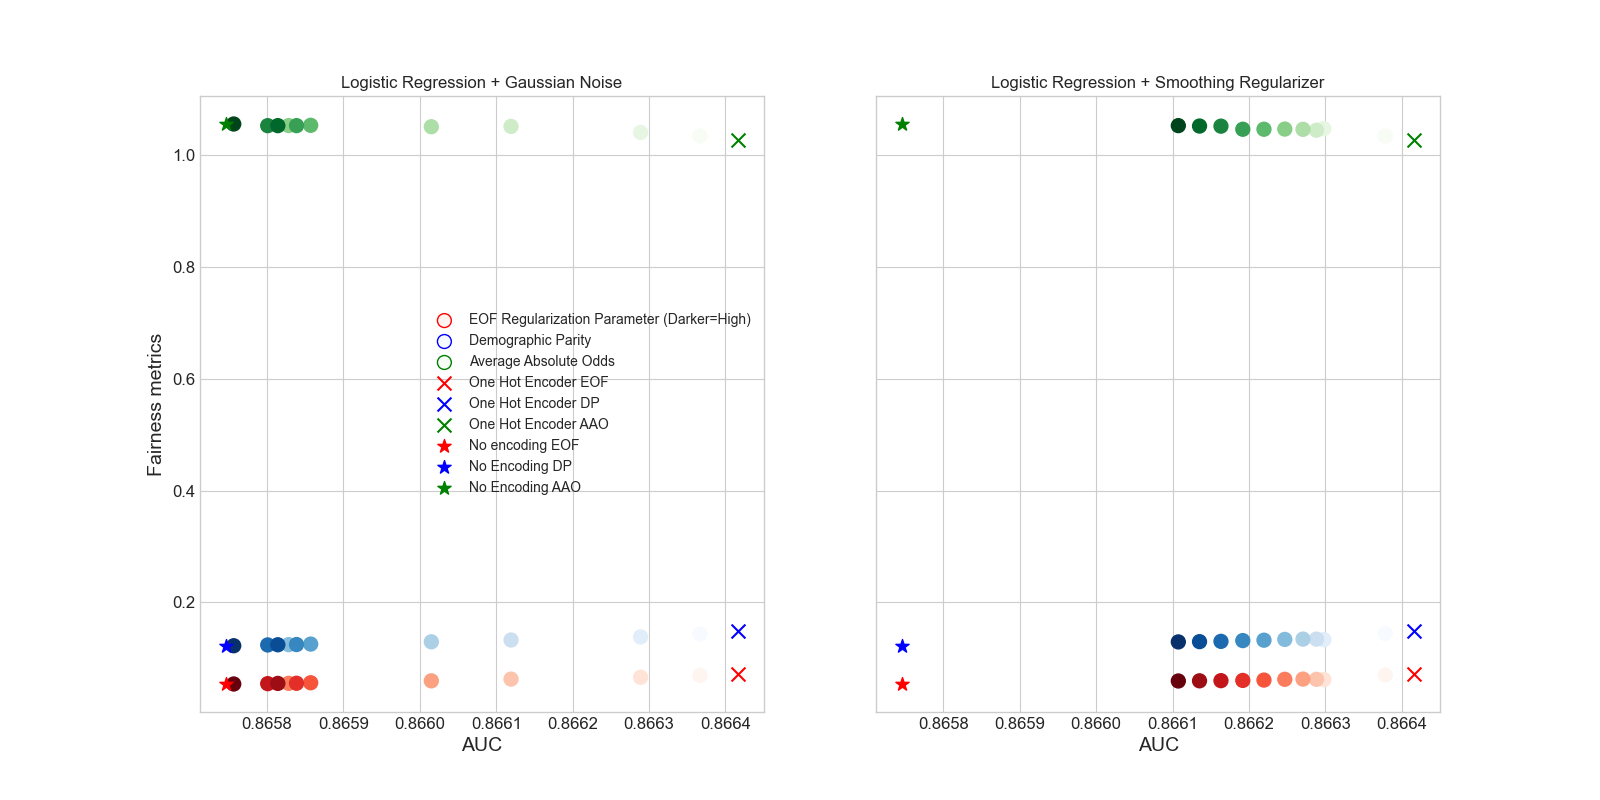 Logistic Regression + Gaussian Noise
Logistic Regression + Smoothing Regularizer
Fairness metrics
1.0
0.8
0.6
0.4
0.2
EOF Regularization Parameter (Darker=High)
Demographic Parity
Average Absolute Odds
One Hot Encoder EOF
One Hot Encoder DP
One Hot Encoder AAO
No encoding EOF
No Encoding DP
No Encoding AAO
0.8658 0.8659 0.8660 0.8661 0.8662 0.8663 0.8664
AUC
0.8658 0.8659 0.8660 0.8661 0.8662 0.8663 0.8664
AUC